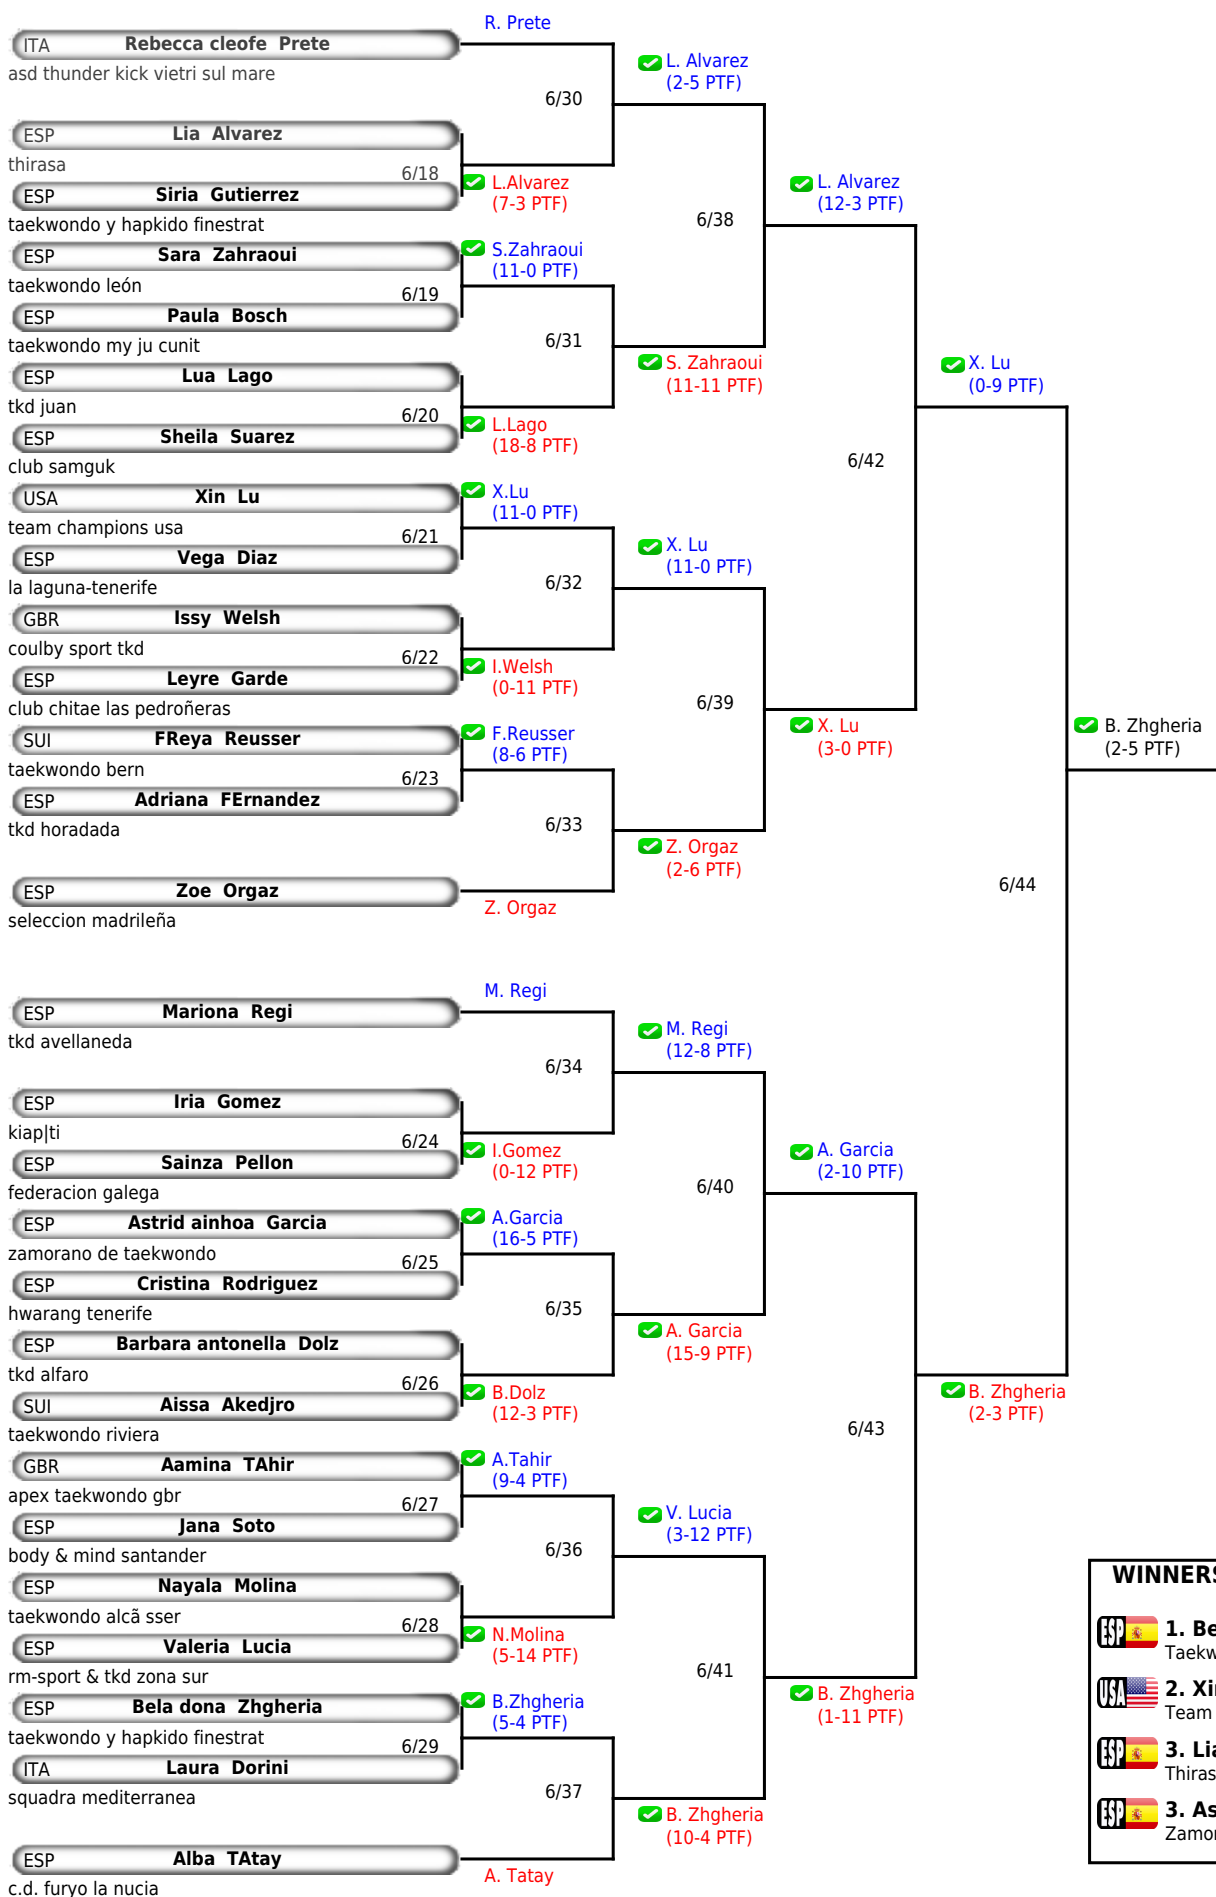 R. Prete
ITA Rebecca cleofe Prete
asd thunder kick vietri sul mare
L. Alvarez
(2-5 PTF)
6/30
ESP Lia Alvarez
thirasa
6/18
L.Alvarez
(7-3 PTF)
ESP Siria Gutierrez
taekwondo y hapkido finestrat
L. Alvarez
(12-3 PTF)
6/38
ESP Sara Zahraoui
S.Zahraoui
(11-0 PTF)
taekwondo león
6/19
ESP Paula Bosch
taekwondo my ju cunit
6/31
S. Zahraoui
(11-11 PTF)
X. Lu
(0-9 PTF)
ESP Lua Lago
tkd juan
6/20
L.Lago
(18-8 PTF)
ESP Sheila Suarez
club samguk
6/42
USA Xin Lu
X.Lu
(11-0 PTF)
team champions usa
6/21
ESP Vega Diaz
la laguna-tenerife
X. Lu
(11-0 PTF)
6/32
GBR Issy Welsh
coulby sport tkd
6/22
I.Welsh
(0-11 PTF)
ESP Leyre Garde
club chitae las pedroñeras
6/39
X. Lu
(3-0 PTF)
B. Zhgheria
(2-5 PTF)
SUI FReya Reusser
F.Reusser
(8-6 PTF)
taekwondo bern
6/23
ESP Adriana FErnandez
tkd horadada
6/33
Z. Orgaz
(2-6 PTF)
6/44
ESP Zoe Orgaz
Z. Orgaz
seleccion madrileña
M. Regi
ESP Mariona Regi
tkd avellaneda
M. Regi
(12-8 PTF)
6/34
ESP Iria Gomez
kiap|ti
6/24
I.Gomez
(0-12 PTF)
ESP Sainza Pellon
federacion galega
A. Garcia
(2-10 PTF)
6/40
ESP Astrid ainhoa Garcia
A.Garcia
(16-5 PTF)
zamorano de taekwondo
6/25
ESP Cristina Rodriguez
hwarang tenerife
6/35
A. Garcia
(15-9 PTF)
ESP Barbara antonella Dolz
tkd alfaro
6/26
B.Dolz
(12-3 PTF)
B. Zhgheria
(2-3 PTF)
SUI Aissa Akedjro
taekwondo riviera
6/43
GBR Aamina TAhir
A.Tahir
(9-4 PTF)
apex taekwondo gbr
6/27
ESP Jana Soto
body & mind santander
V. Lucia
(3-12 PTF)
6/36
ESP Nayala Molina
taekwondo alcã sser
6/28
N.Molina
(5-14 PTF)
ESP Valeria Lucia
rm-sport & tkd zona sur
6/41
B. Zhgheria
(1-11 PTF)
ESP Bela dona Zhgheria
B.Zhgheria
(5-4 PTF)
taekwondo y hapkido finestrat
6/29
ITA Laura Dorini
squadra mediterranea
6/37
B. Zhgheria
(10-4 PTF)
ESP Alba TAtay
A. Tatay
c.d. furyo la nucia
WINNERS
ESP 1. Be
Taekw
USA 2. Xi
Team
ESP 3. Lia
Thiras
ESP 3. As
Zamo